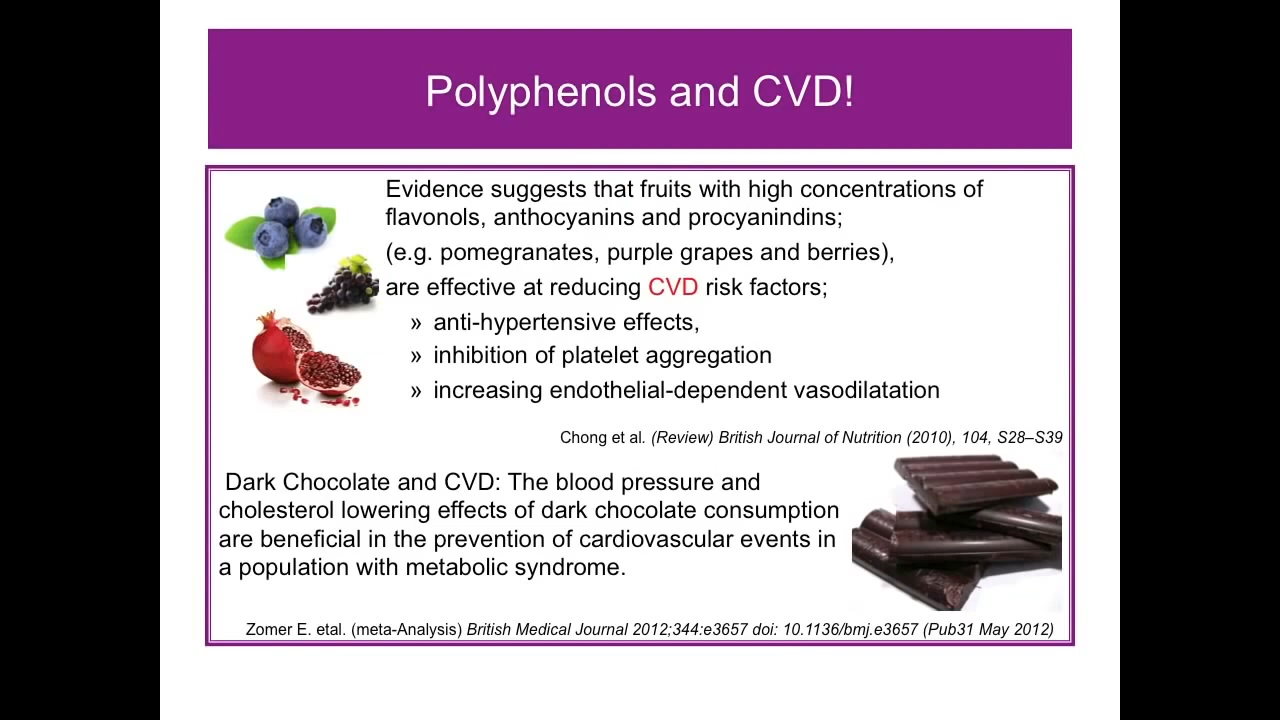 Polyphenols and CVD!
Evidence suggests that fruits with high concentrations of
flavonols, anthocyanins and procyanindins;
(e.g. pomegranates, purple grapes and berries),
are effective at reducing CVD risk factors;
» anti-hypertensive effects,
» inhibition of platelet aggregation
» increasing endothelial-dependent vasodilatation
Chong et al. (Review) British Journal of Nutrition (2010), 104, S28–S39
Dark Chocolate and CVD: The blood pressure and
cholesterol lowering effects of dark chocolate consumption
are beneficial in the prevention of cardiovascular events in
a population with metabolic syndrome.
Zomer E. etal. (meta-Analysis) British Medical Journal 2012;344:e3657 doi: 10.1136/bmj.e3657 (Pub31 May 2012)